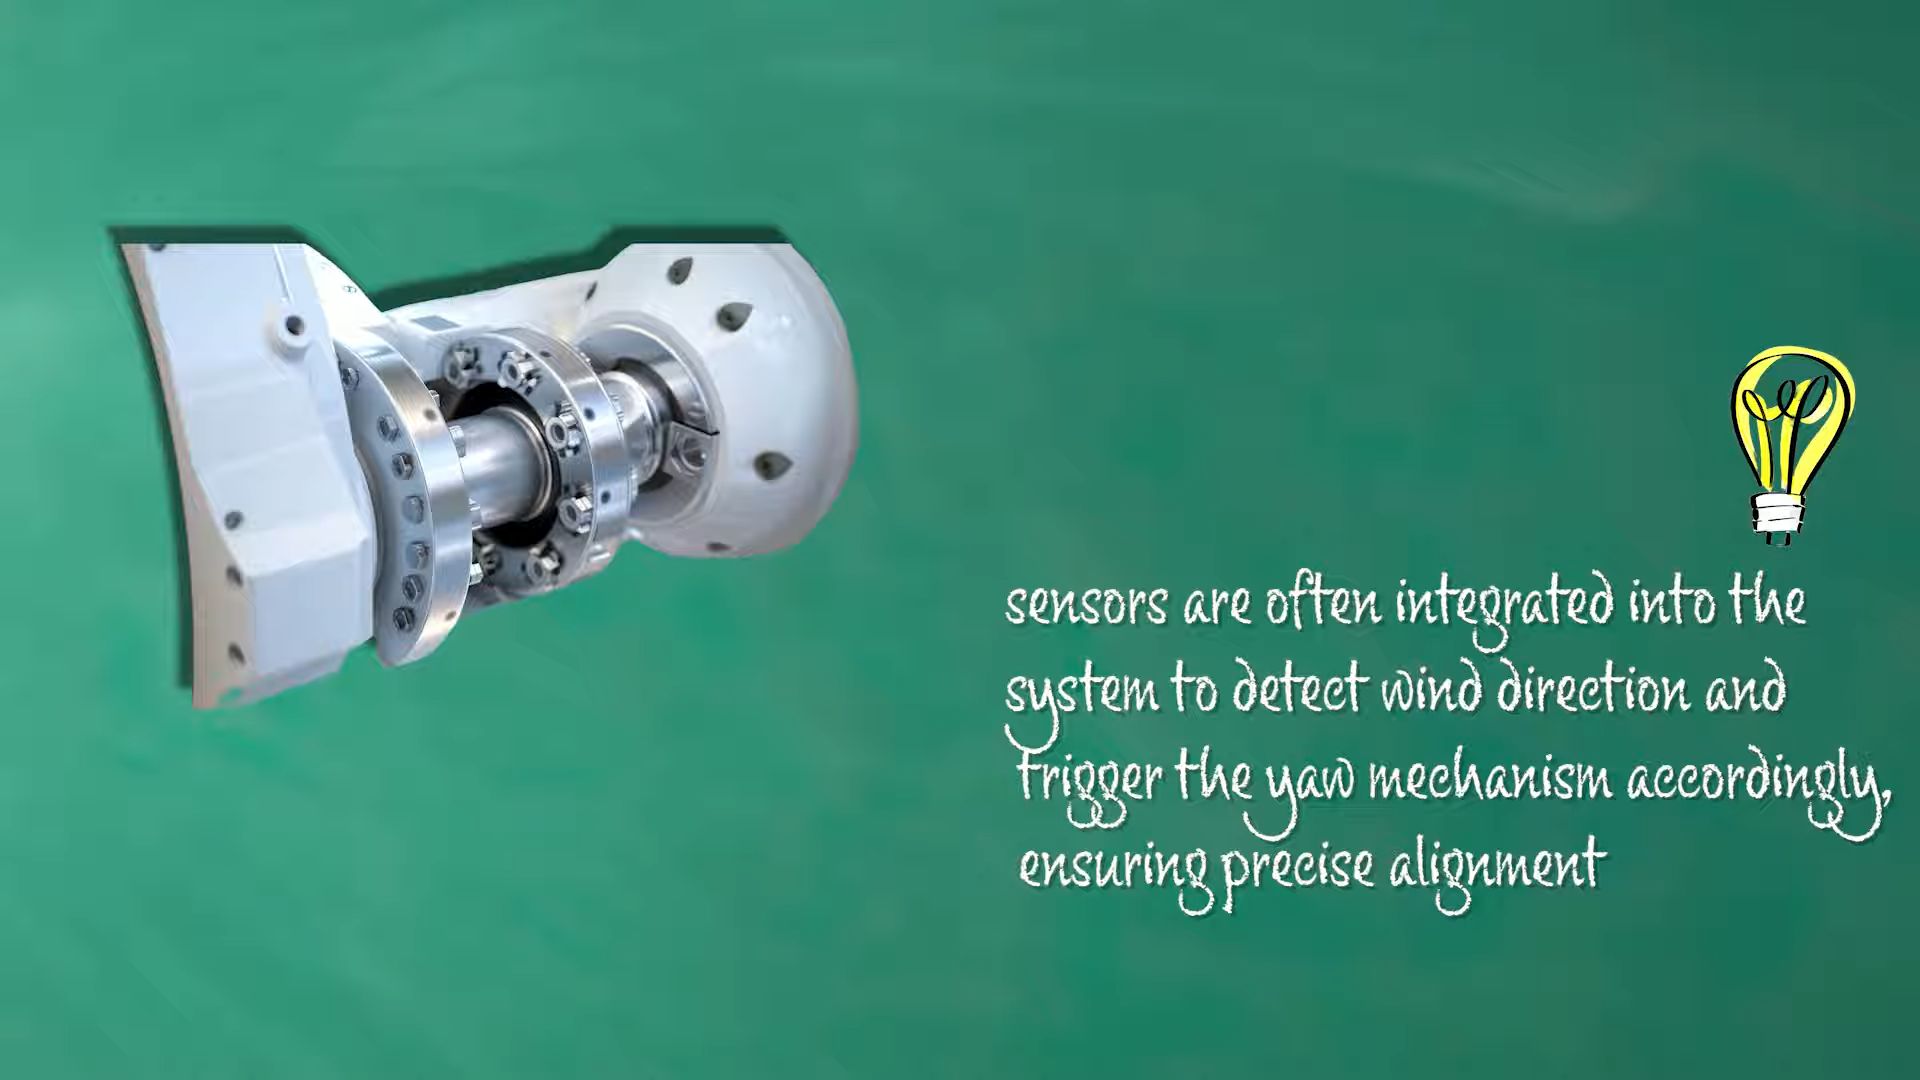 sensors are often integrated into the
system to detect wind direction and
trigger the yaw mechanism accordingly,
ensuring precise alignment